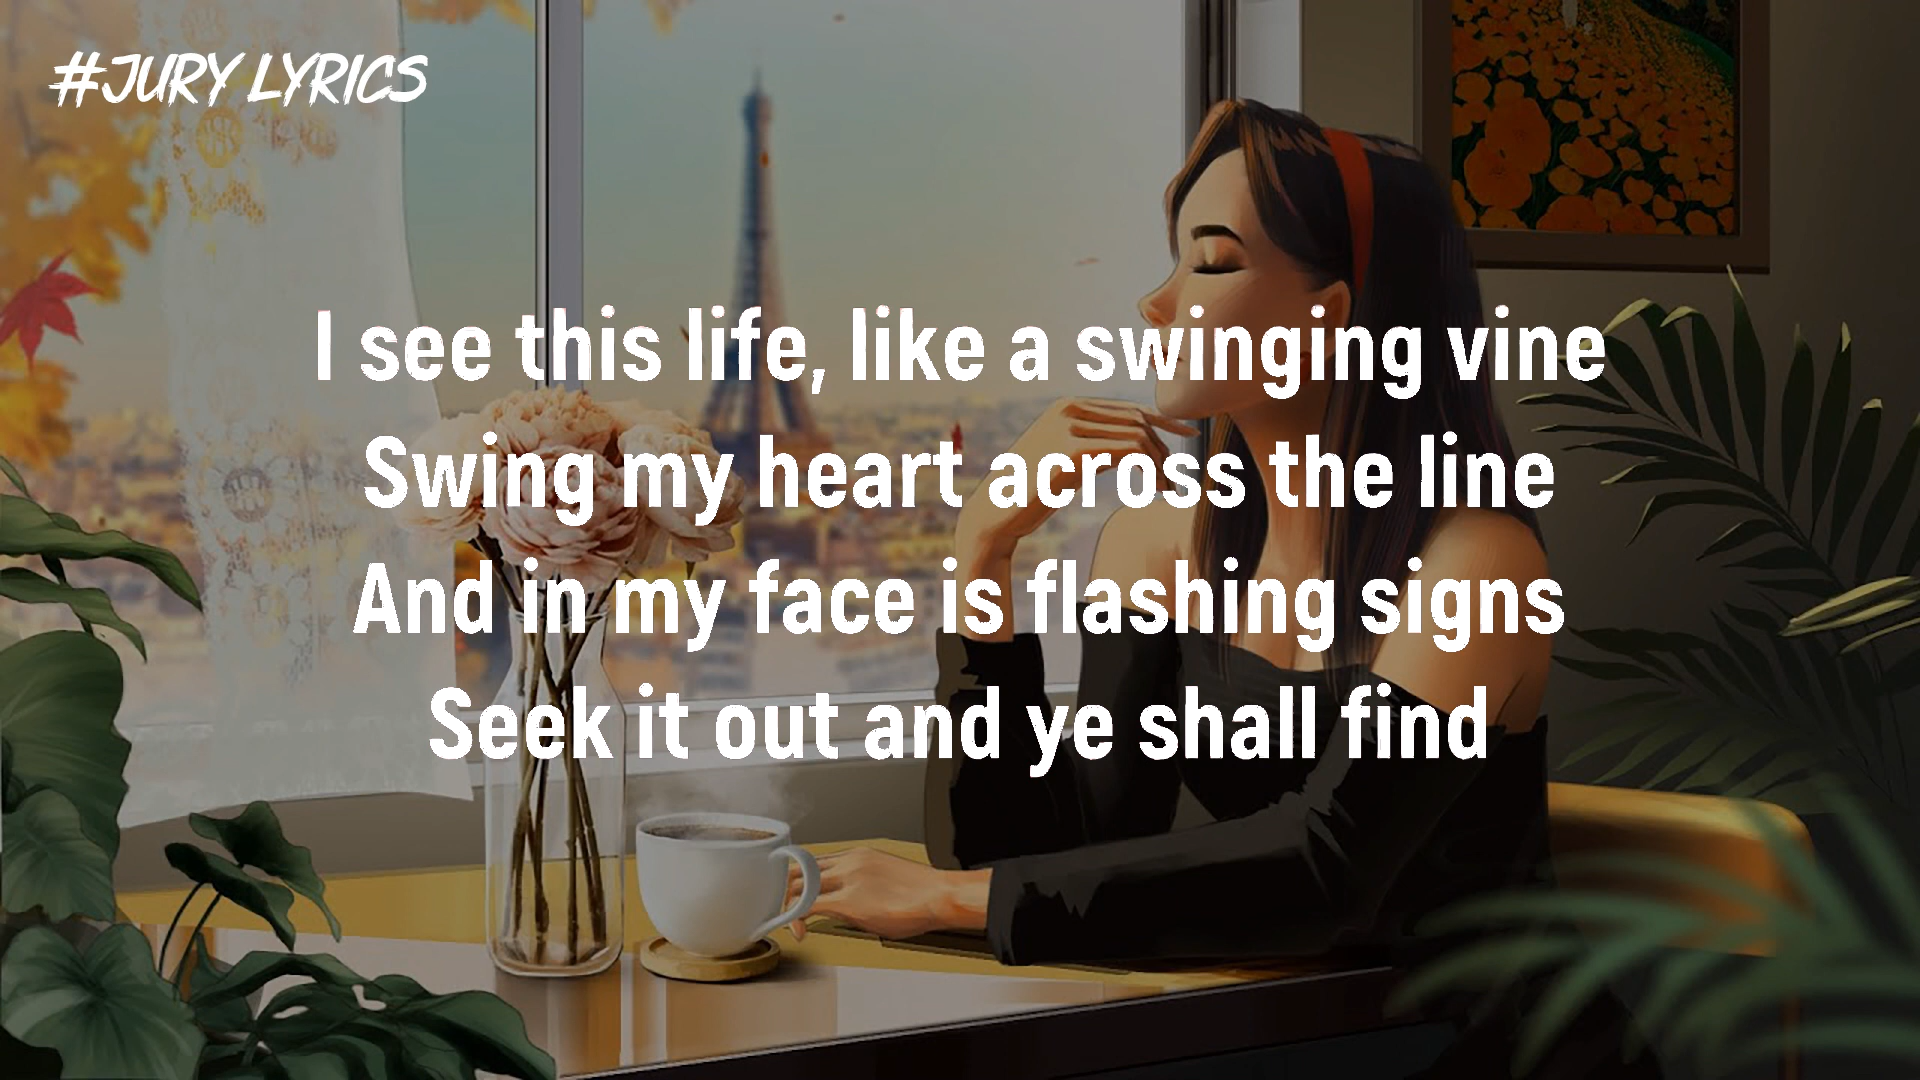 #JURY LYRICS
I see this life, like a swinging vine
Swing my heart across the line
And in my face is flashing signs
Seek it out and ye shall find